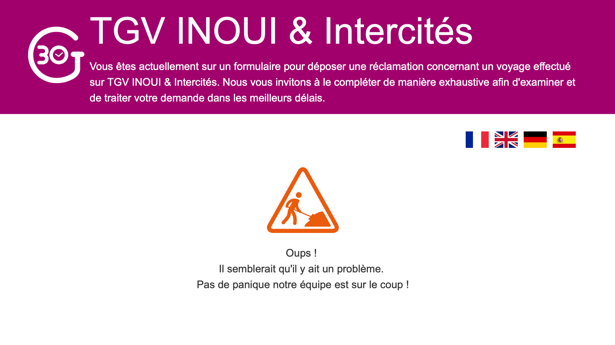 TGV INOUI & Intercités
G30
Vous êtes actuellement sur un formulaire pour déposer une réclamation concernant un voyage effectué
sur TGV INOUI & Intercités. Nous vous invitons à le compléter de manière exhaustive afin d'examiner et
de traiter votre demande dans les meilleurs délais.
Oups !
Il semblerait qu'il y ait un problème.
Pas de panique notre équipe est sur le coup !